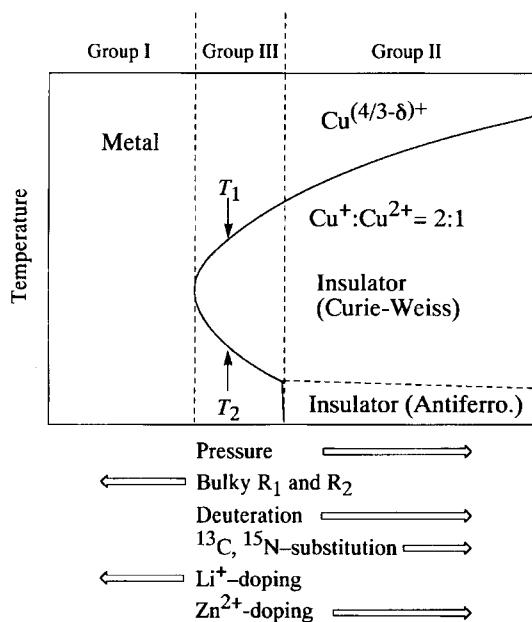 Group I Group III Group II
Cu(4/3-δ)+
Metal
T1
Cu+:Cu2+= 2:1
Temperature
Insulator
(Curie-Weiss)
T2
Insulator (Antiferro.)
Pressure
Bulky R1 and R2
Deuteration
13C, 15N–substitution
Li+–doping
Zn2+-doping